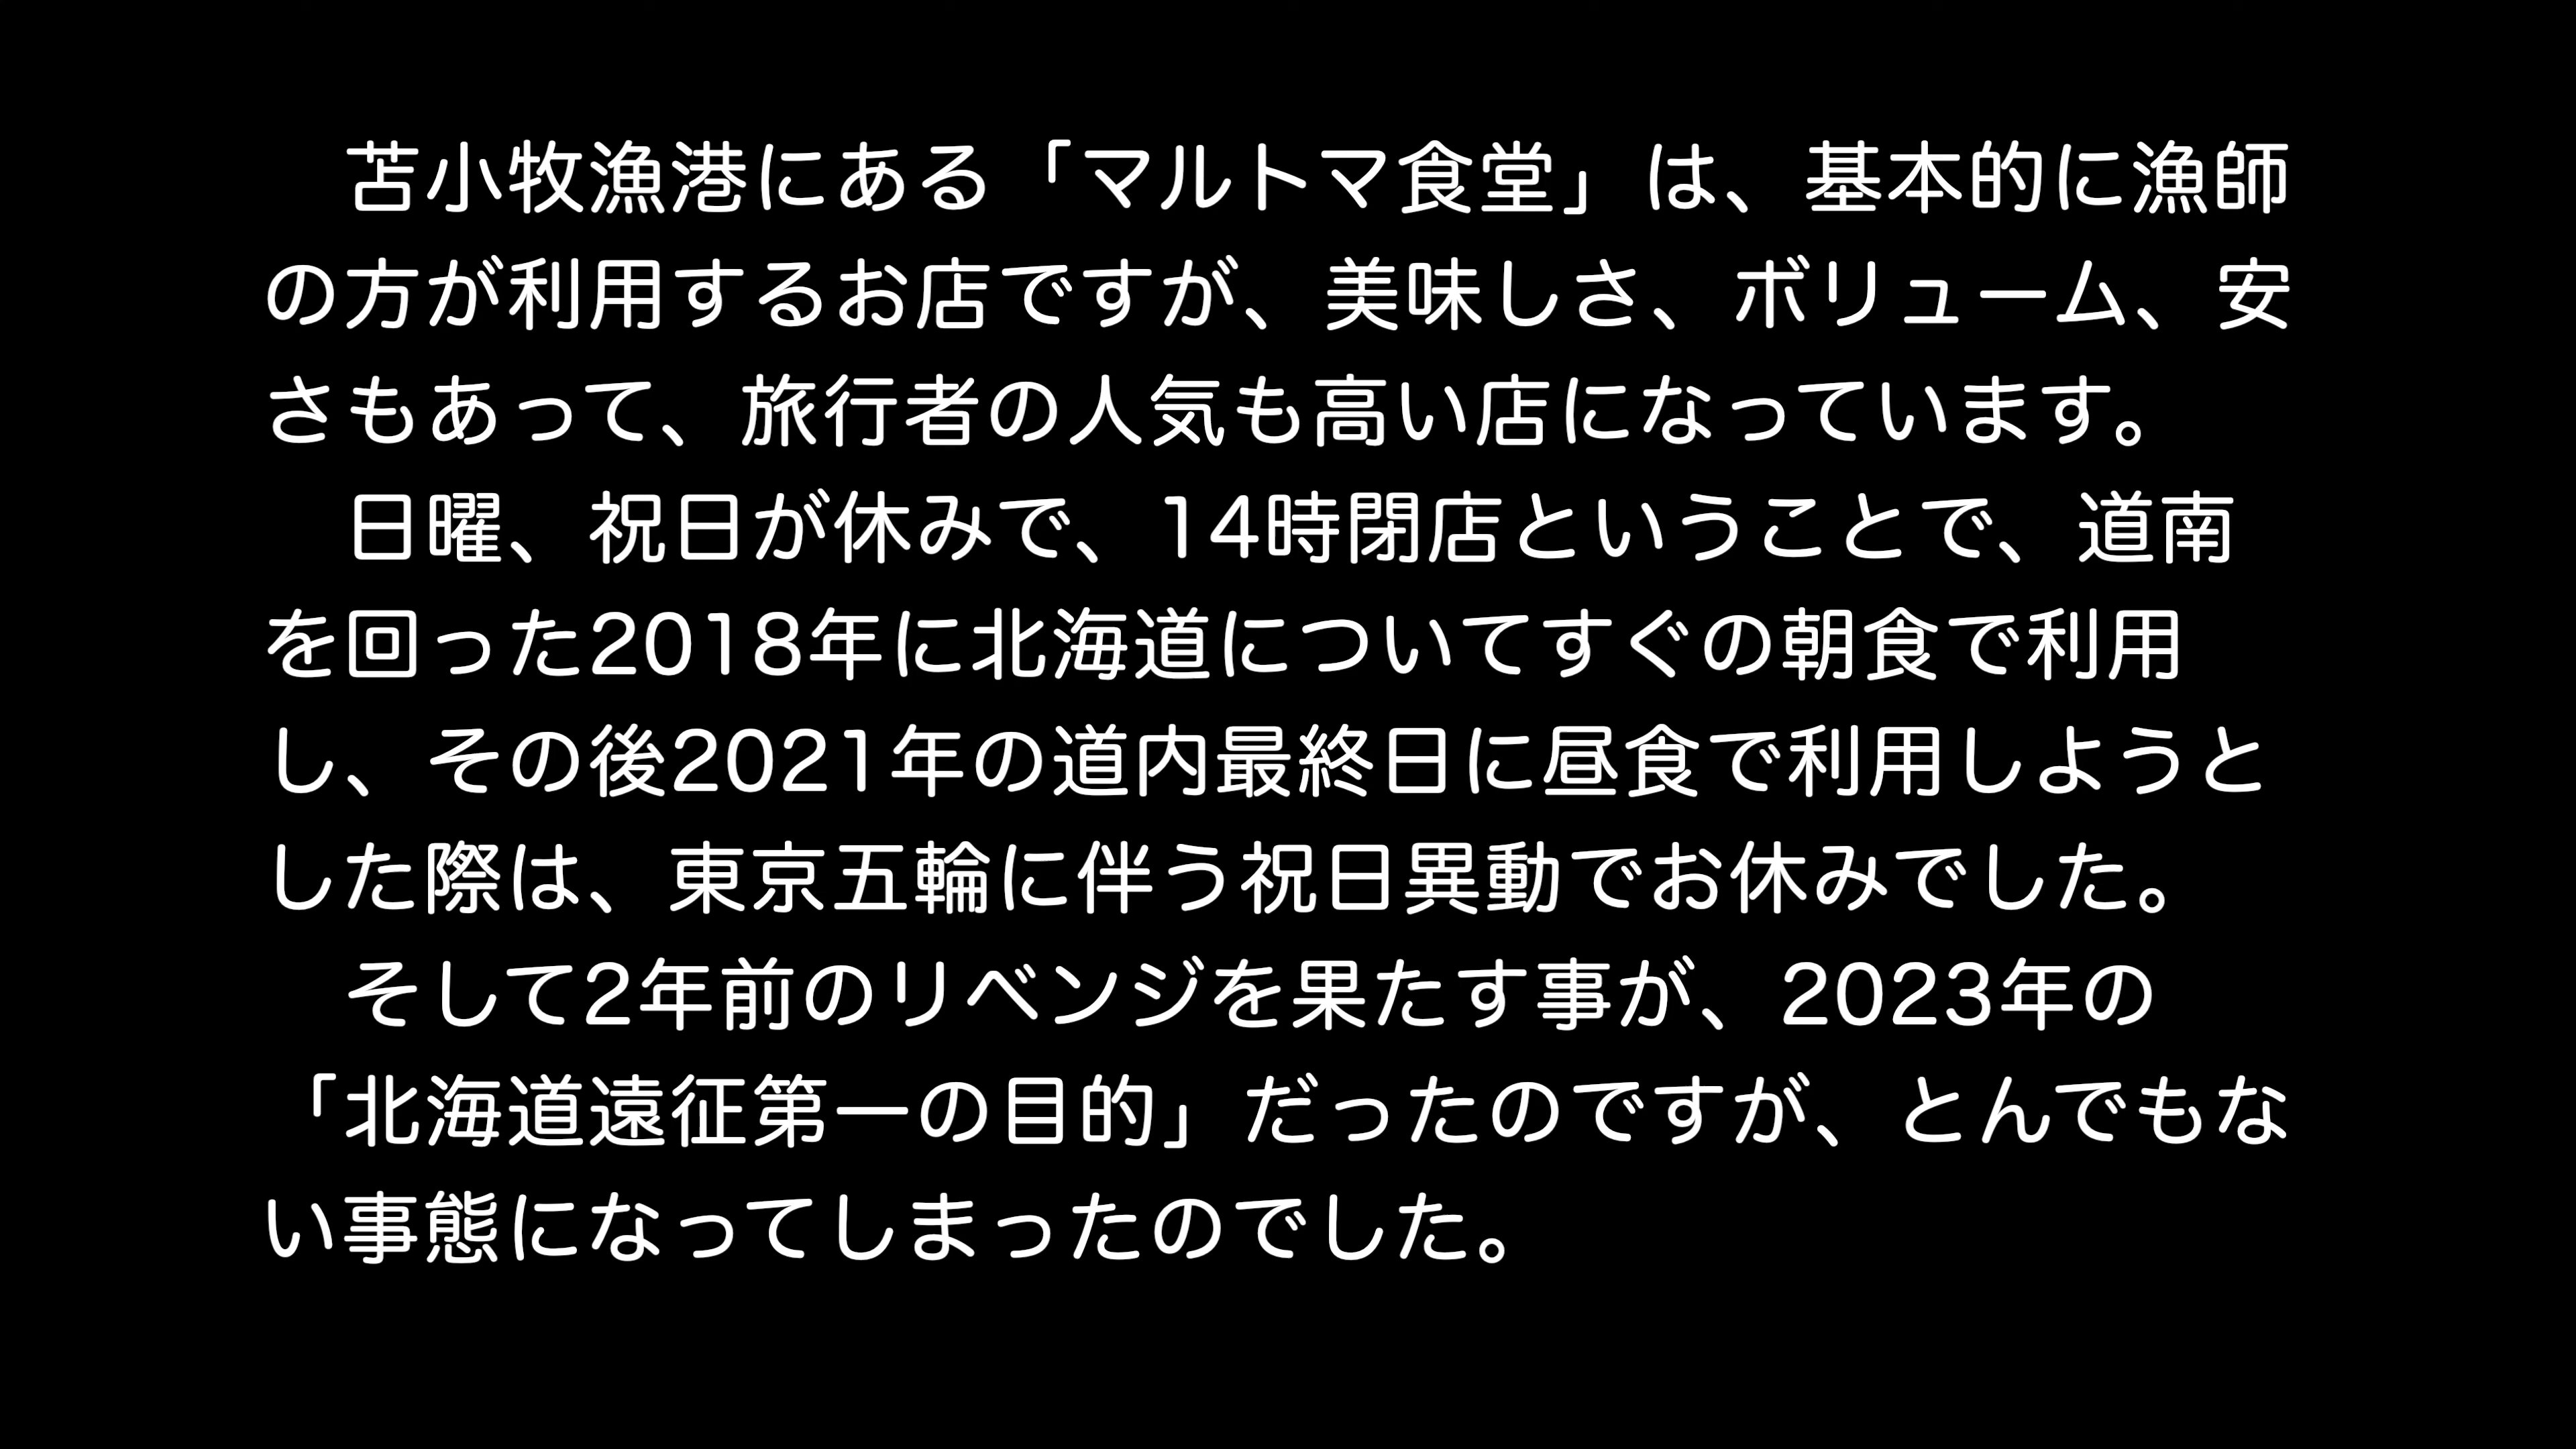 苫小牧漁港にある「マルトマ食堂」は、基本的に漁師
の方が利用するお店ですが、美味しさ、ボリューム、安
さもあって、旅行者の人気も高い店になっています。
　日曜、祝日が休みで、14時閉店ということで、道南
を回った2018年に北海道についてすぐの朝食で利用
し、その後2021年の道内最終日に昼食で利用しようと
した際は、東京五輪に伴う祝日異動でお休みでした。
　そして2年前のリベンジを果たす事が、2023年の
「北海道遠征第一の目的」だったのですが、とんでもな
い事態になってしまったのでした。